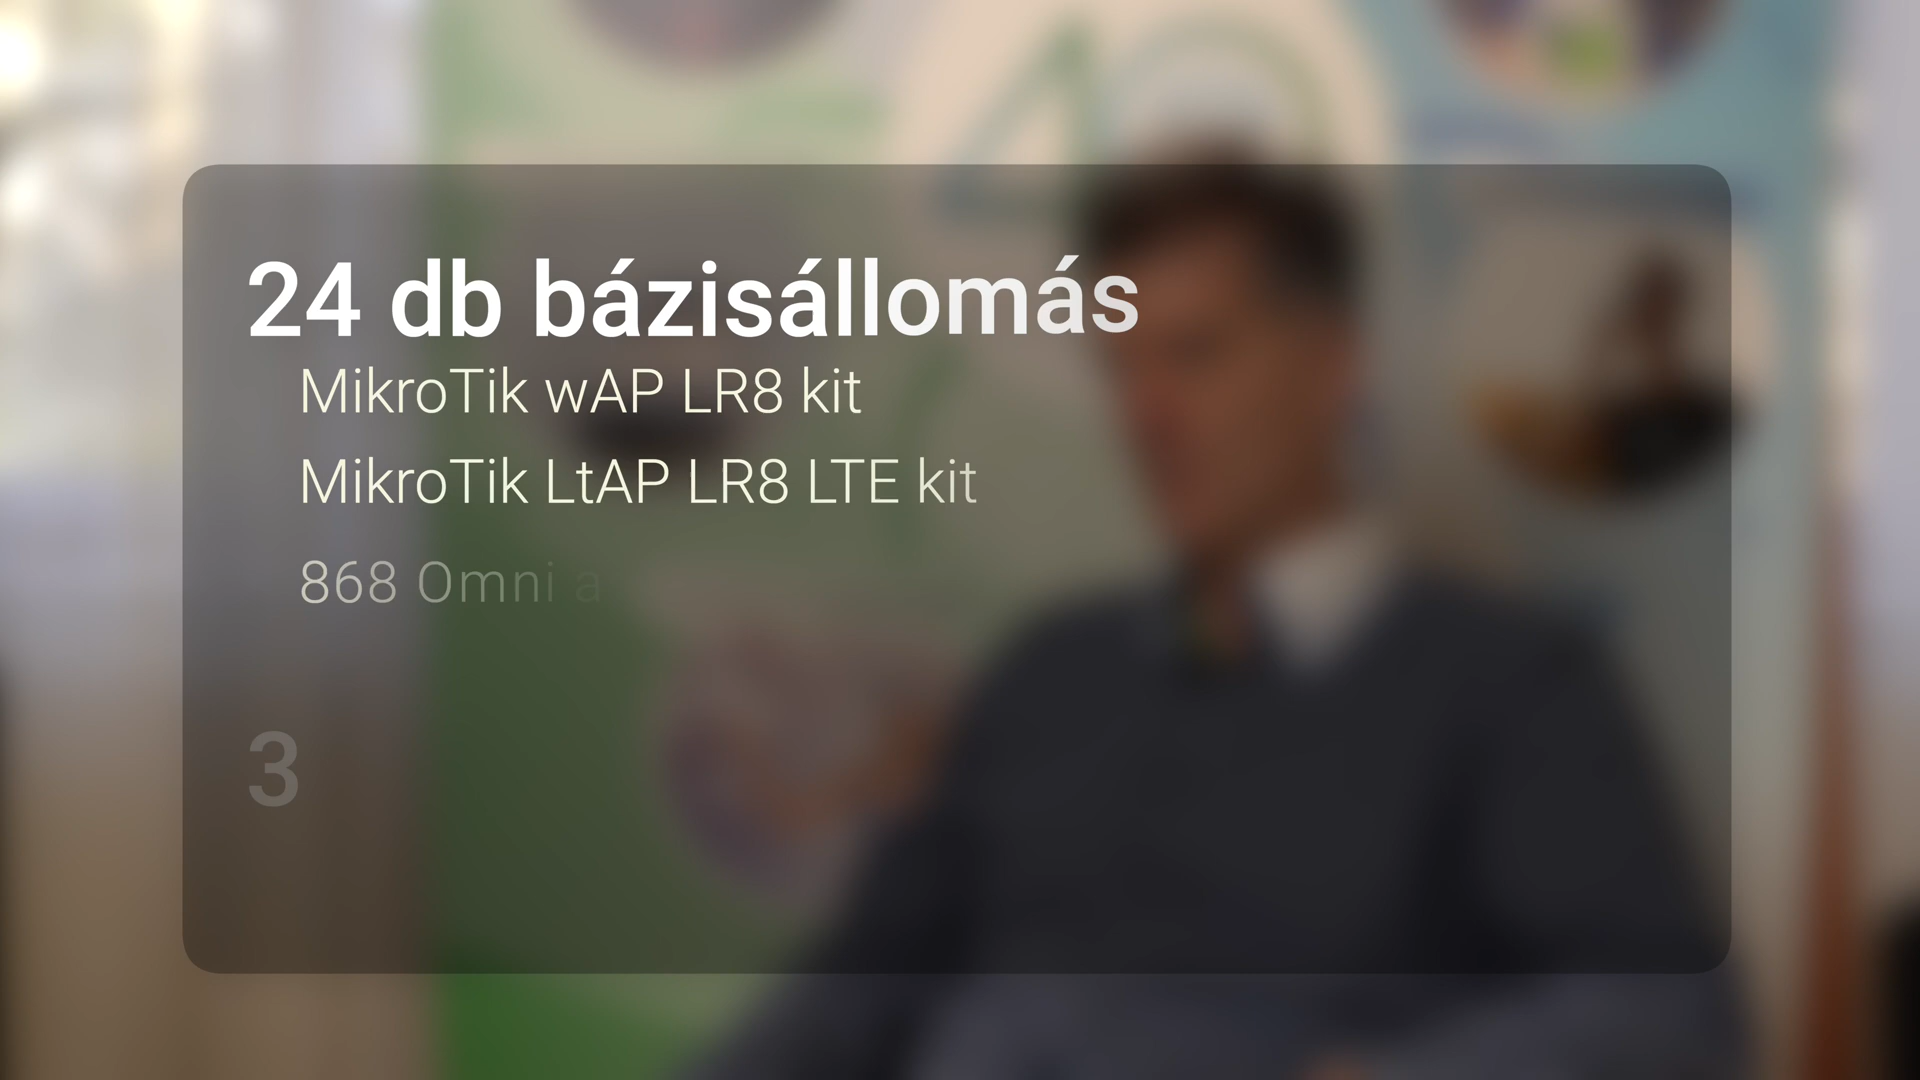 24 db bázisállomás
MikroTik wAP LR8 kit
MikroTik LtAP LR8 LTE kit
868 Omni a
3